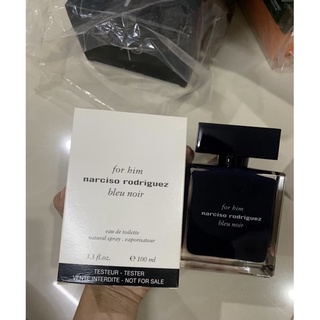 for him
narciso rodriguez
bleu noir
eau de toilette
natural spray . vaporisateur
3.3 fl.oz. ℮ 100 ml
TESTEUR - TESTER
VENTE INTERDITE - NOT FOR SALE
for him
narciso rodriguez
bleu noir